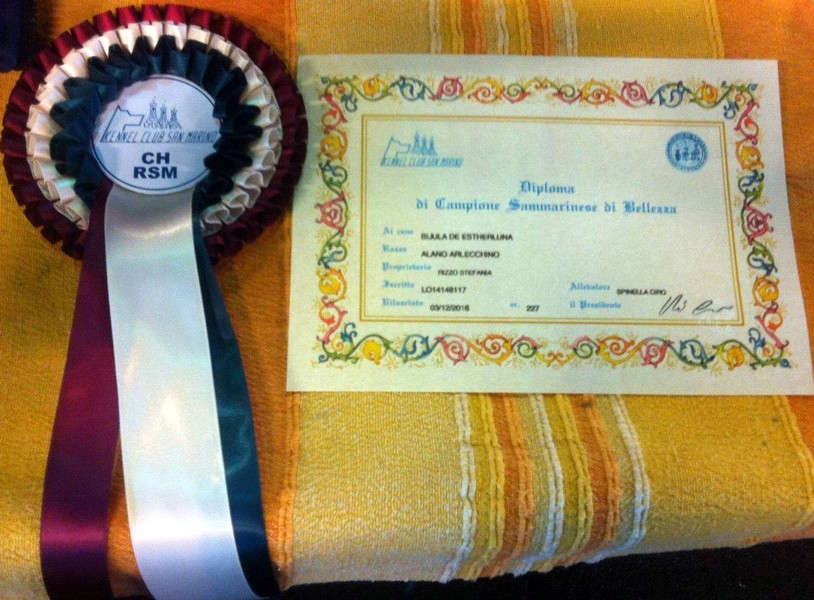 KENNEL CLUB SAN MARINO
CH
RSM
KENNEL CLUB SAN MARINO
Diploma
di Campione Sammarinese di Bellezza
Al cane BIJULA DE ESTHERLUNA
Razza ALANO ARLECCHINO
Proprietario RIZZO STEFANIA
Iscritto LO14148117 Allevatore SPINELLA CIRO
Rilasciato 03/12/2016 nr. 227 il Presidente